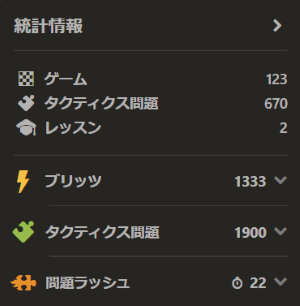 統計情報
ゲーム 123
タクティクス問題 670
レッスン 2
ブリッツ 1333
タクティクス問題 1900
問題ラッシュ 22